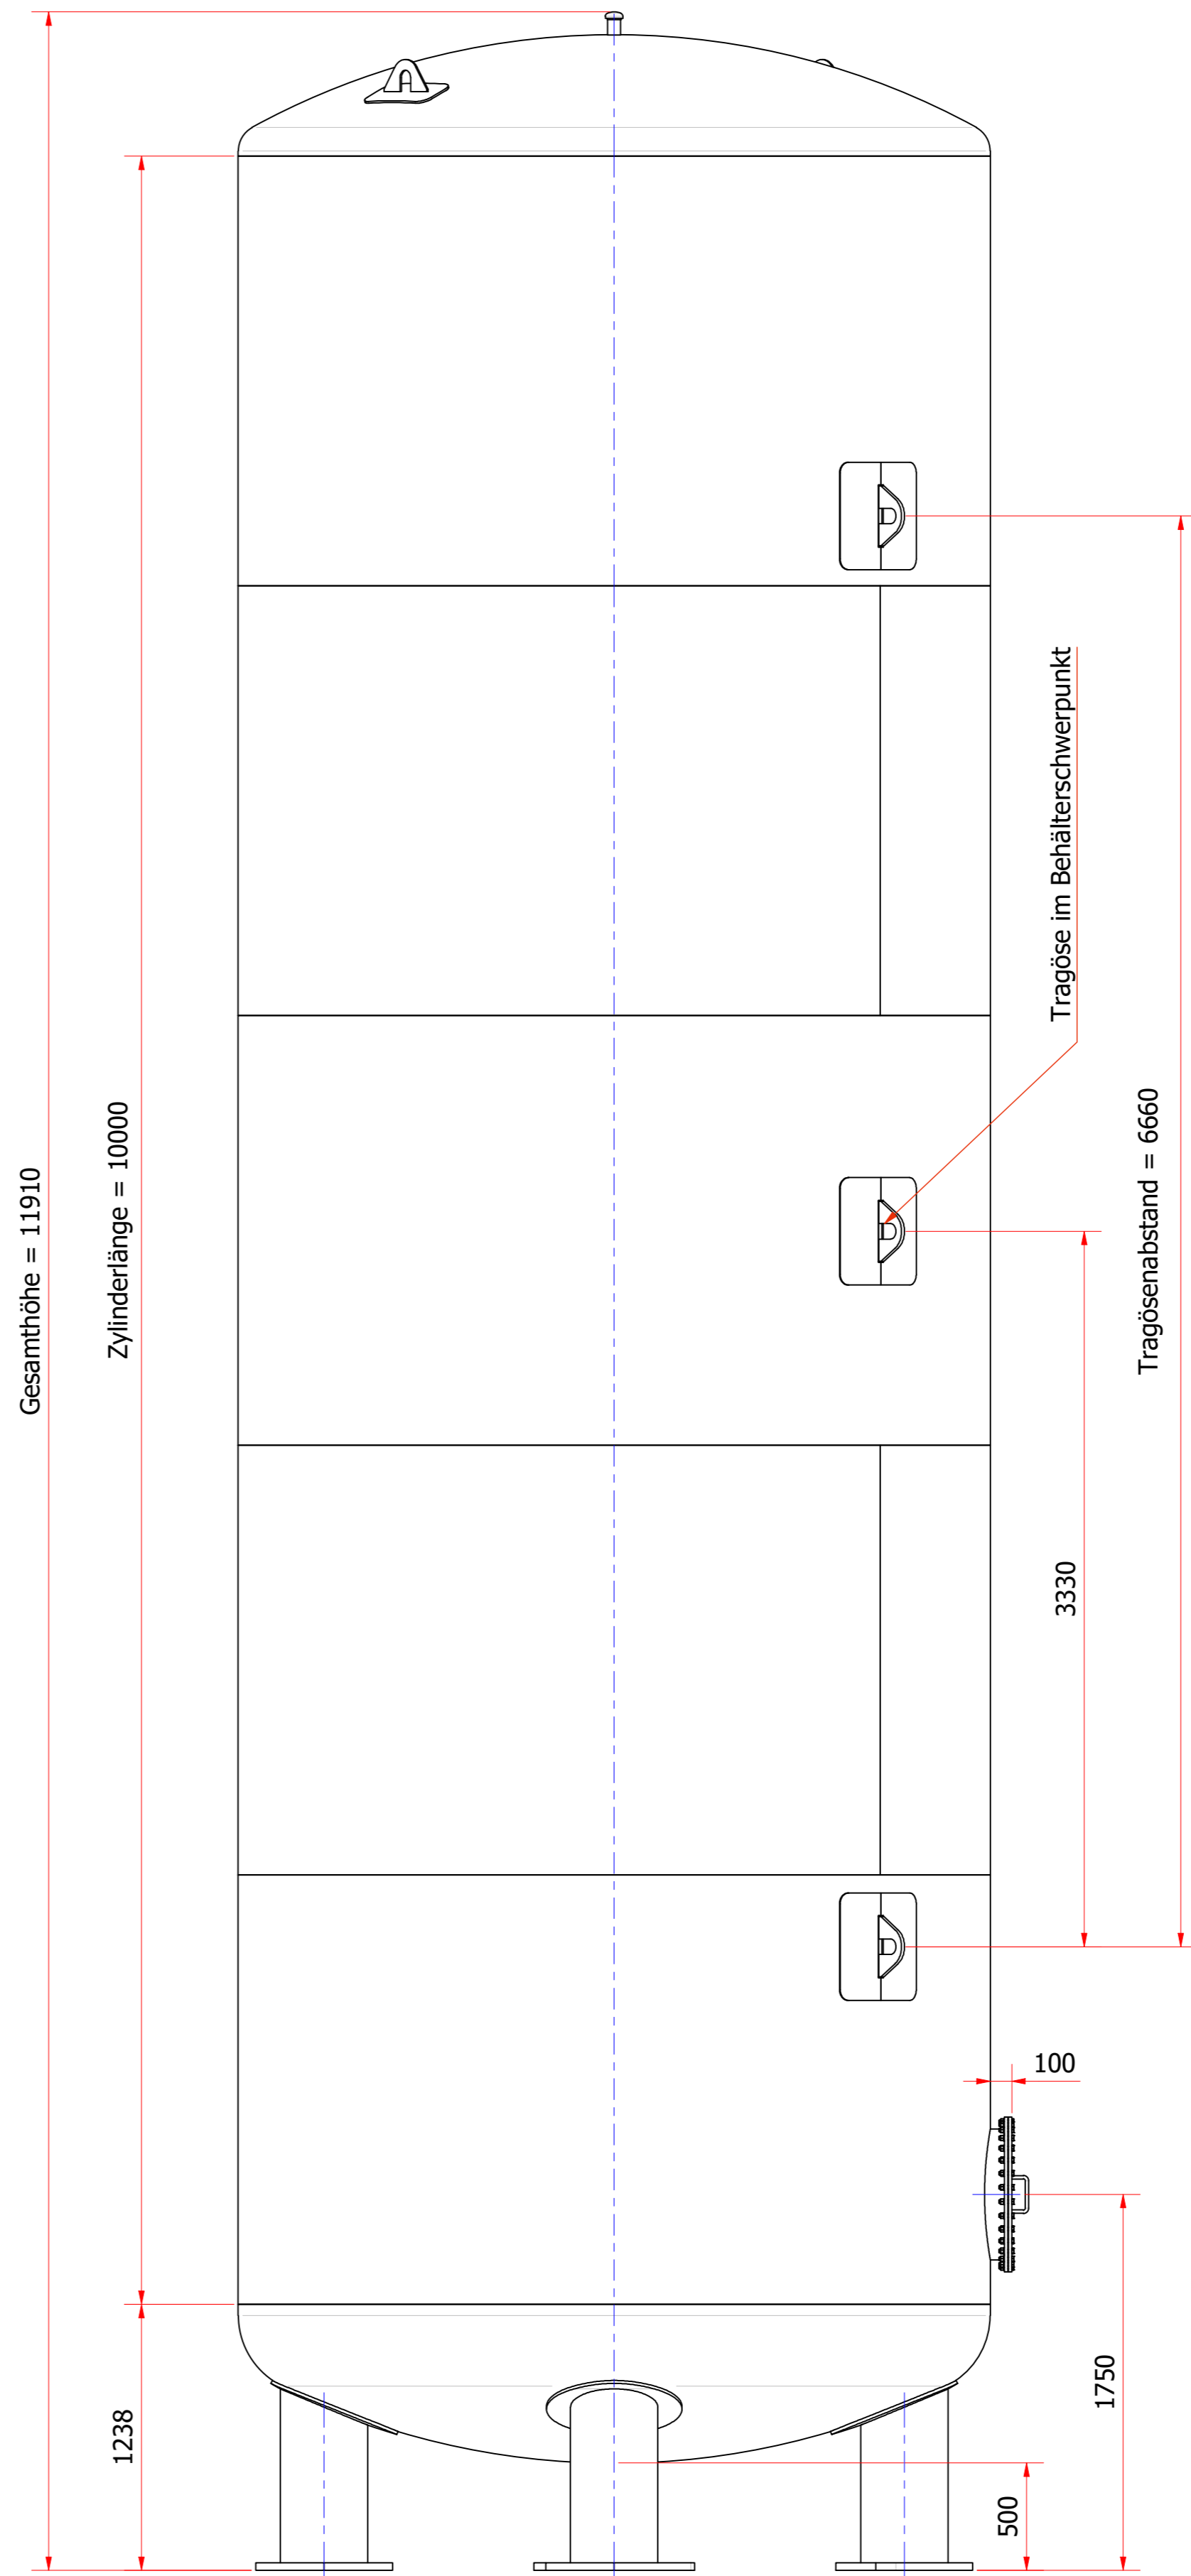 Gesamthöhe = 11910
Zylinderlänge = 10000
1238
Tragöse im Behälterschwerpunkt
Tragösenabstand = 6660
3330
100
1750
500